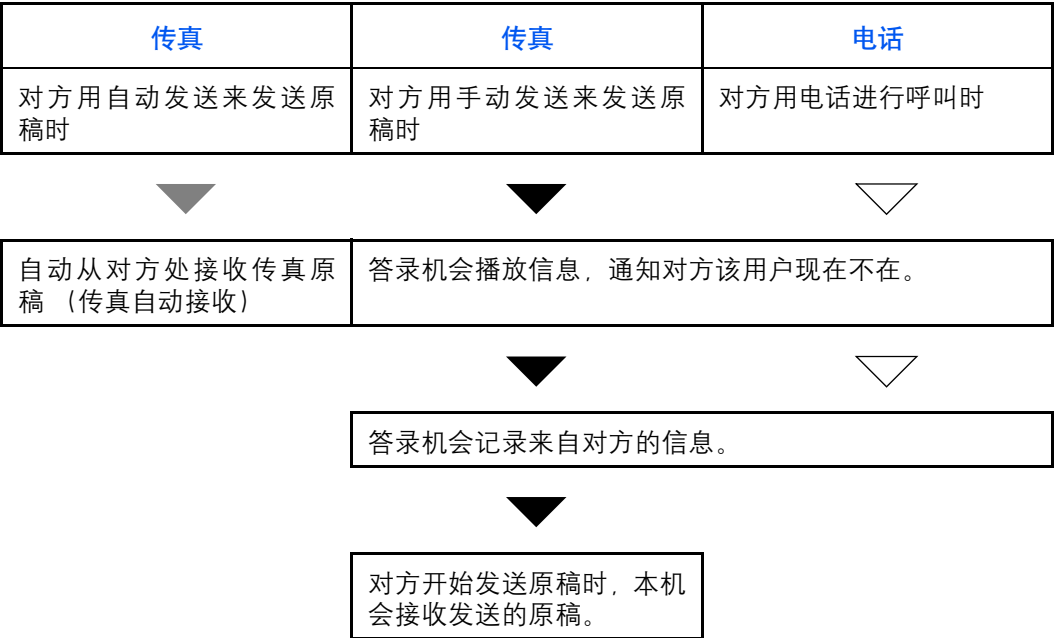 传真
传真
电话
对方用自动发送来发送原
稿时
对方用手动发送来发送原
稿时
对方用电话进行呼叫时
自动从对方处接收传真原
稿 （传真自动接收）
答录机会播放信息，通知对方该用户现在不在。
答录机会记录来自对方的信息。
对方开始发送原稿时，本机
会接收发送的原稿。